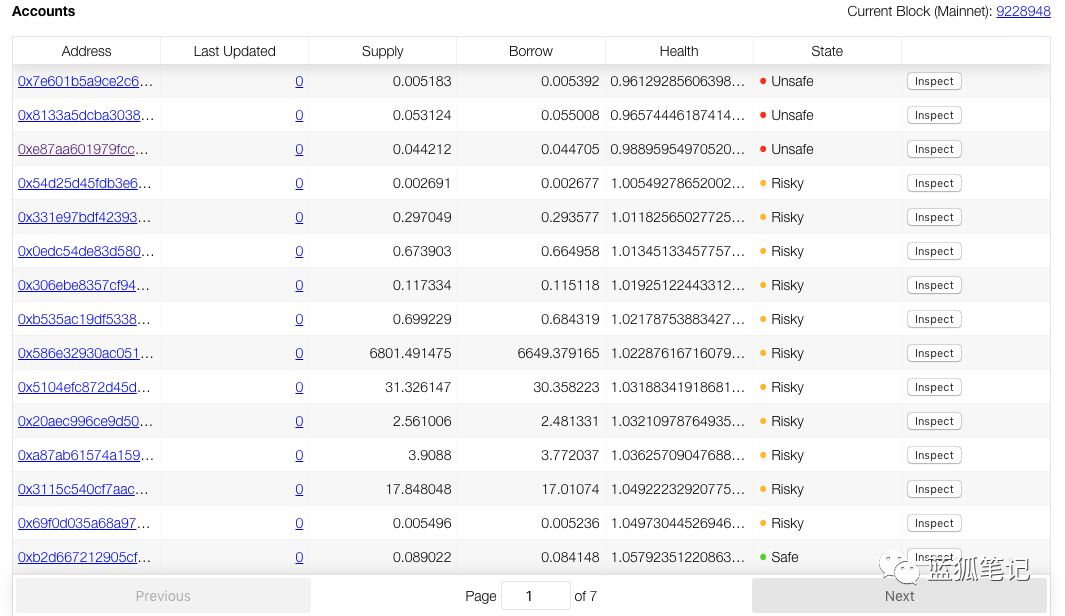 Accounts Current Block (Mainnet): 9228948
Address Last Updated Supply Borrow Health State
0x7e601b5a9ce2c6... 0 0.005183 0.005392 0.96129285606398... Unsafe Inspect
0x8133a5dcba3038... 0 0.053124 0.055008 0.96574446187414... Unsafe Inspect
0xe87aa601979fcc... 0 0.044212 0.044705 0.98895954970520... Unsafe Inspect
0x54d25d45fdb3e6... 0 0.002691 0.002677 1.00549278652002... Risky Inspect
0x331e97bdf42393... 0 0.297049 0.293577 1.01182565027725... Risky Inspect
0x0edc54de83d580... 0 0.673903 0.664958 1.01345133457757... Risky Inspect
0x306ebe8357cf94... 0 0.117334 0.115118 1.01925122443312... Risky Inspect
0xb535ac19df5338... 0 0.699229 0.684319 1.02178753883427... Risky Inspect
0x586e32930ac051... 0 6801.491475 6649.379165 1.02287616716079... Risky Inspect
0x5104efc872d45d... 0 31.326147 30.358223 1.03188341918681... Risky Inspect
0x20aec996ce9d50... 0 2.561006 2.481331 1.03210978764935... Risky Inspect
0xa87ab61574a159... 0 3.9088 3.772037 1.03625709047688... Risky Inspect
0x3115c540cf7aac... 0 17.848048 17.01074 1.04922232920775... Risky Inspect
0x69f0d035a68a97... 0 0.005496 0.005236 1.04973044526946... Risky Inspect
0xb2d667212905cf... 0 0.089022 0.084148 1.05792351220863... Safe Inspect
蓝狐笔记
Previous Page 1 of 7 Next